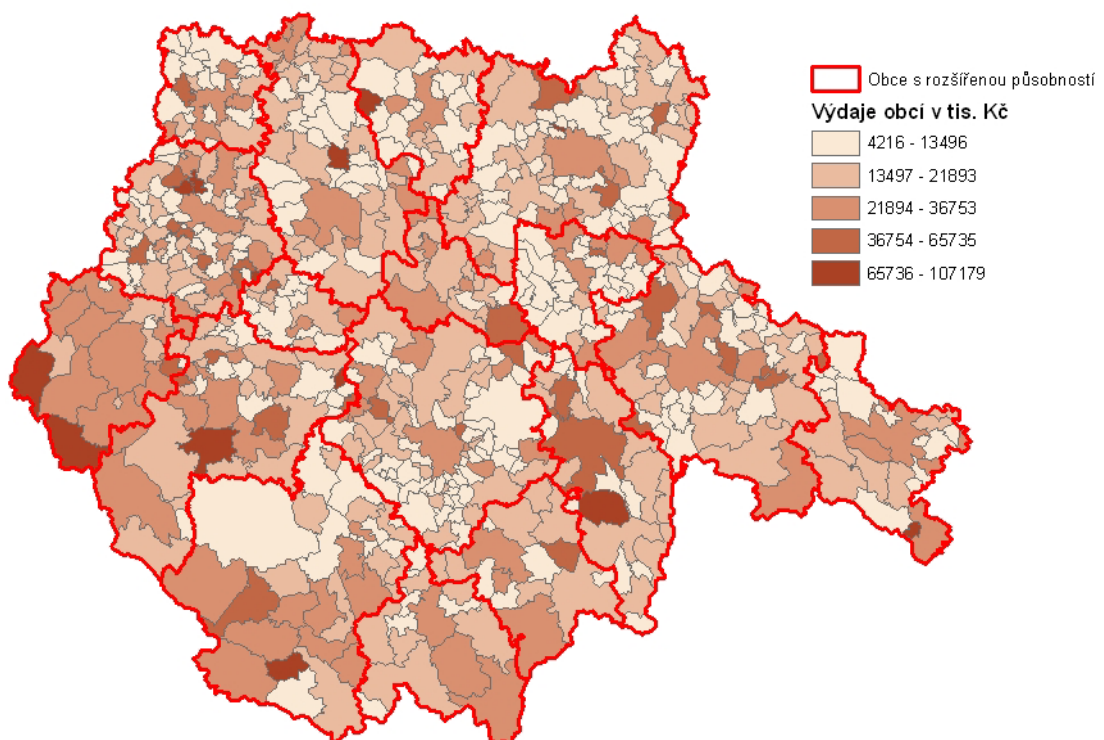 Obce s rozšířenou působností
Výdaje obcí v tis. Kč
4216 - 13496
13497 - 21893
21894 - 36753
36754 - 65735
65736 - 107179